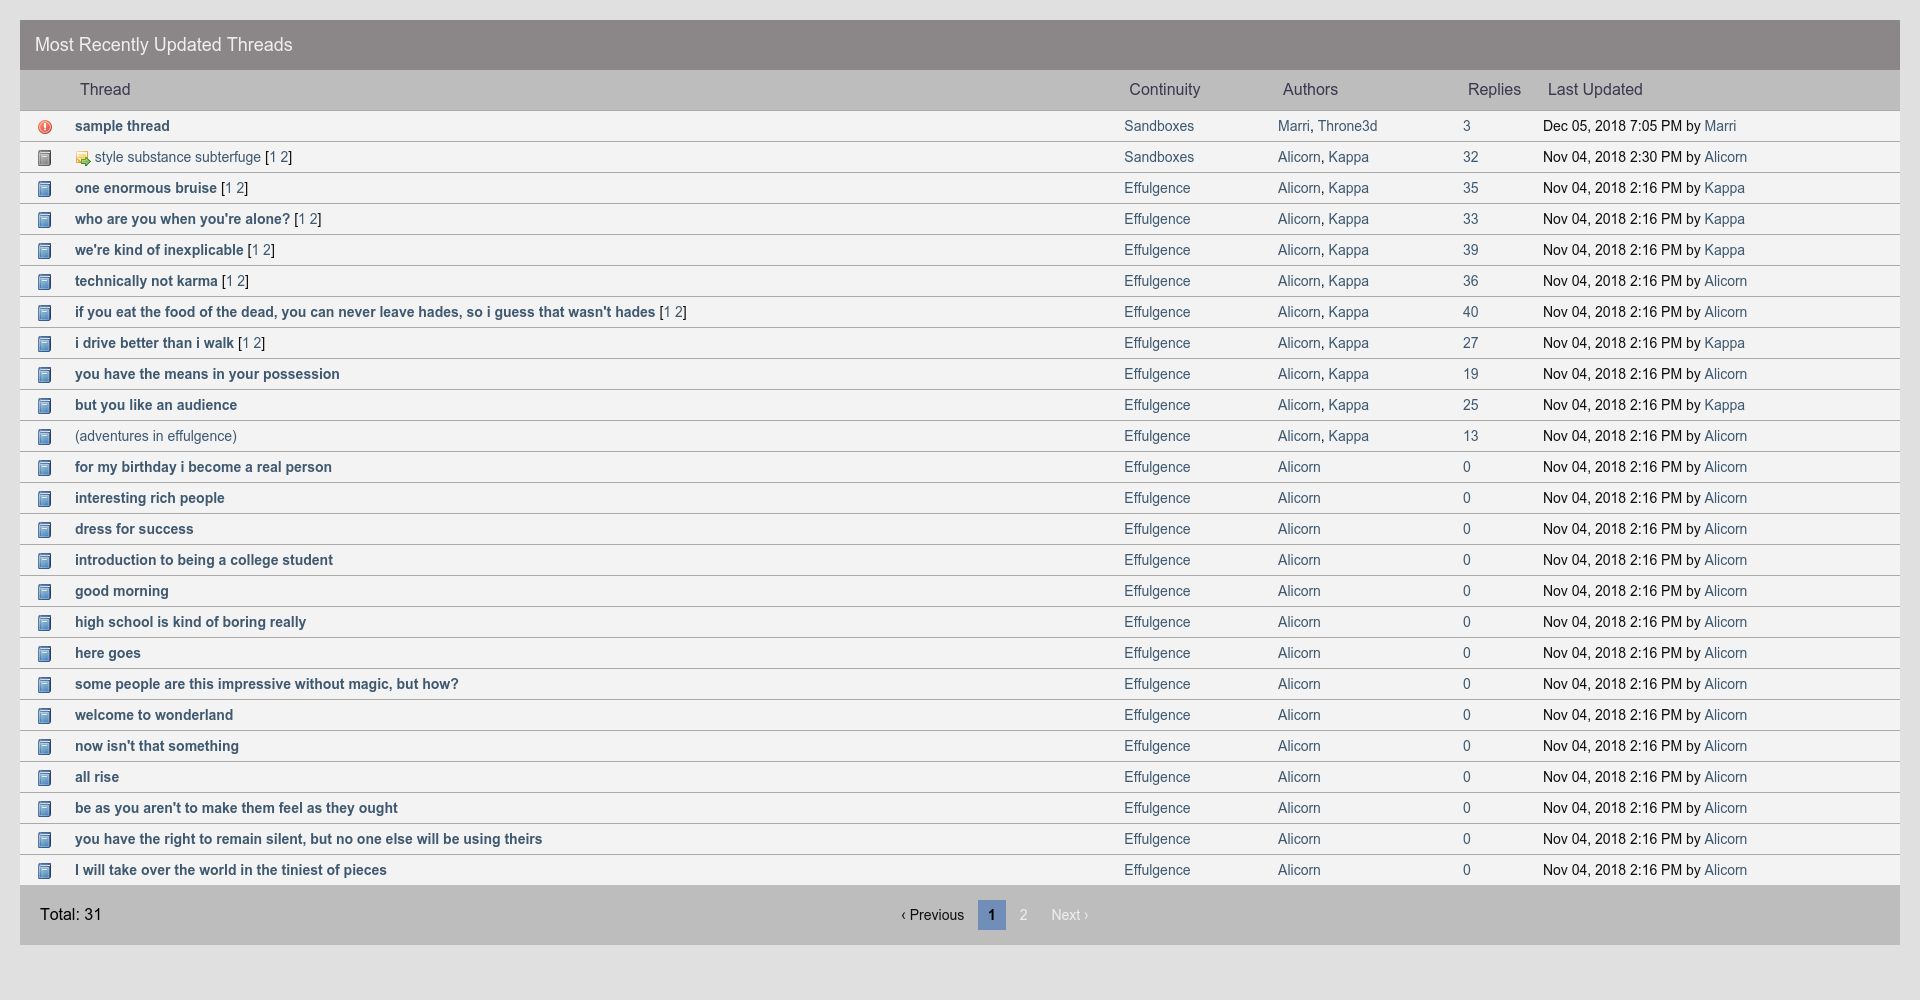 Most Recently Updated Threads
Thread Continuity Authors Replies Last Updated
sample thread Sandboxes Marri, Throne3d 3 Dec 05, 2018 7:05 PM by Marri
style substance subterfuge [1 2] Sandboxes Alicorn, Kappa 32 Nov 04, 2018 2:30 PM by Alicorn
one enormous bruise [1 2] Effulgence Alicorn, Kappa 35 Nov 04, 2018 2:16 PM by Kappa
who are you when you're alone? [1 2] Effulgence Alicorn, Kappa 33 Nov 04, 2018 2:16 PM by Kappa
we're kind of inexplicable [1 2] Effulgence Alicorn, Kappa 39 Nov 04, 2018 2:16 PM by Kappa
technically not karma [1 2] Effulgence Alicorn, Kappa 36 Nov 04, 2018 2:16 PM by Alicorn
if you eat the food of the dead, you can never leave hades, so i guess that wasn't hades [1 2] Effulgence Alicorn, Kappa 40 Nov 04, 2018 2:16 PM by Alicorn
i drive better than i walk [1 2] Effulgence Alicorn, Kappa 27 Nov 04, 2018 2:16 PM by Kappa
you have the means in your possession Effulgence Alicorn, Kappa 19 Nov 04, 2018 2:16 PM by Alicorn
but you like an audience Effulgence Alicorn, Kappa 25 Nov 04, 2018 2:16 PM by Kappa
(adventures in effulgence) Effulgence Alicorn, Kappa 13 Nov 04, 2018 2:16 PM by Alicorn
for my birthday i become a real person Effulgence Alicorn 0 Nov 04, 2018 2:16 PM by Alicorn
interesting rich people Effulgence Alicorn 0 Nov 04, 2018 2:16 PM by Alicorn
dress for success Effulgence Alicorn 0 Nov 04, 2018 2:16 PM by Alicorn
introduction to being a college student Effulgence Alicorn 0 Nov 04, 2018 2:16 PM by Alicorn
good morning Effulgence Alicorn 0 Nov 04, 2018 2:16 PM by Alicorn
high school is kind of boring really Effulgence Alicorn 0 Nov 04, 2018 2:16 PM by Alicorn
here goes Effulgence Alicorn 0 Nov 04, 2018 2:16 PM by Alicorn
some people are this impressive without magic, but how? Effulgence Alicorn 0 Nov 04, 2018 2:16 PM by Alicorn
welcome to wonderland Effulgence Alicorn 0 Nov 04, 2018 2:16 PM by Alicorn
now isn't that something Effulgence Alicorn 0 Nov 04, 2018 2:16 PM by Alicorn
all rise Effulgence Alicorn 0 Nov 04, 2018 2:16 PM by Alicorn
be as you aren't to make them feel as they ought Effulgence Alicorn 0 Nov 04, 2018 2:16 PM by Alicorn
you have the right to remain silent, but no one else will be using theirs Effulgence Alicorn 0 Nov 04, 2018 2:16 PM by Alicorn
I will take over the world in the tiniest of pieces Effulgence Alicorn 0 Nov 04, 2018 2:16 PM by Alicorn
Total: 31 ‹ Previous 1 2 Next ›